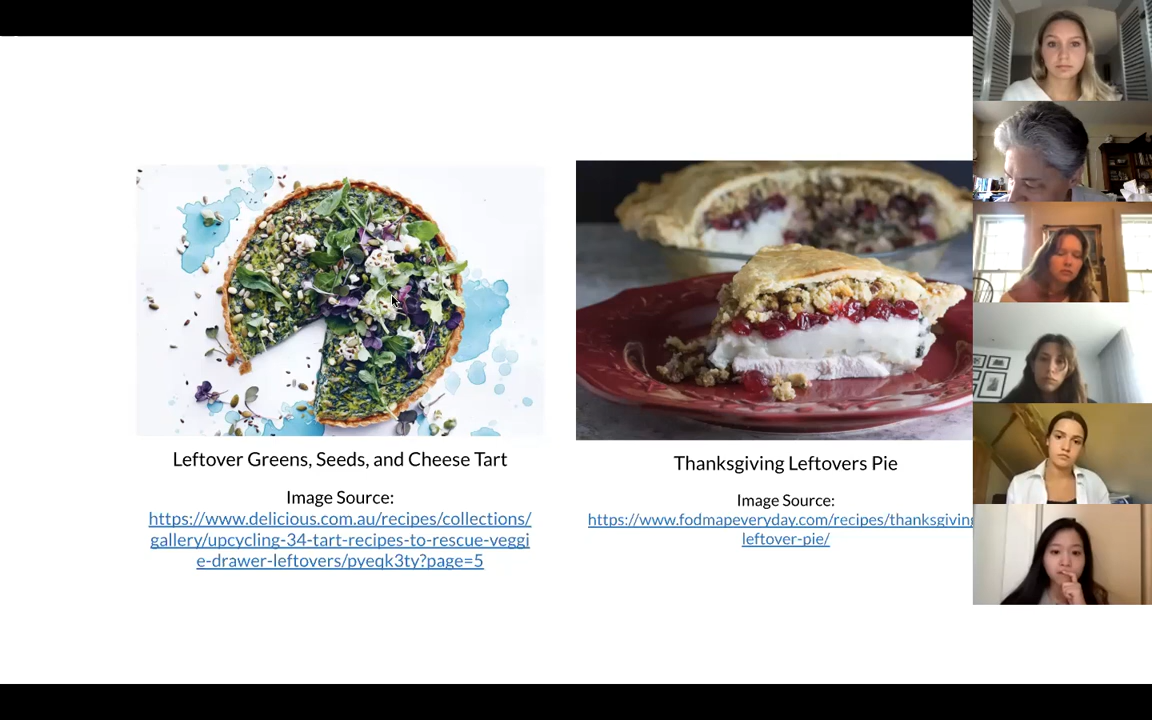 Leftover Greens, Seeds, and Cheese Tart
Image Source:
https://www.delicious.com.au/recipes/collections/
gallery/upcycling-34-tart-recipes-to-rescue-veggi
e-drawer-leftovers/pyeqk3ty?page=5
Thanksgiving Leftovers Pie
Image Source:
https://www.fodmapeveryday.com/recipes/thanksgiving
leftover-pie/